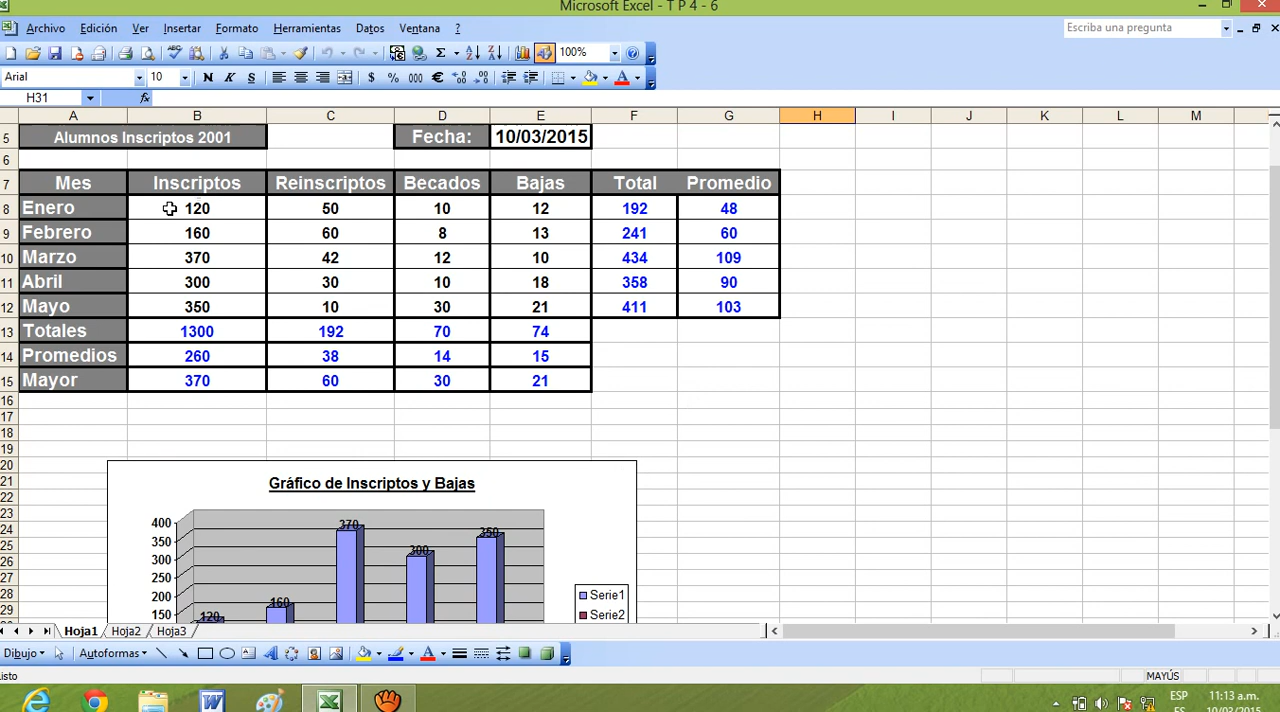 Microsoft Excel - T P 4 - 6
Archivo Edición Ver Insertar Formato Herramientas Datos Ventana ? Escriba una pregunta
100%
Arial 10 N K S $ % 000 €
H31 fx
A B C D E F G H I J K L M
5 Alumnos Inscriptos 2001 Fecha: 10/03/2015
6
7 Mes Inscriptos Reinscriptos Becados Bajas Total Promedio
8 Enero 120 50 10 12 192 48
9 Febrero 160 60 8 13 241 60
10 Marzo 370 42 12 10 434 109
11 Abril 300 30 10 18 358 90
12 Mayo 350 10 30 21 411 103
13 Totales 1300 192 70 74
14 Promedios 260 38 14 15
15 Mayor 370 60 30 21
16
17
18
19
20
21 Gráfico de Inscriptos y Bajas
22
23
24 400 370 350
25 350 300
26 300
27 250
28 200 160 Serie1
29 150 120 Serie2
Hoja1 Hoja2 Hoja3
Dibujo Autoformas
isto MAYÚS
ESP 11:13 a.m.
ES 10/03/2015